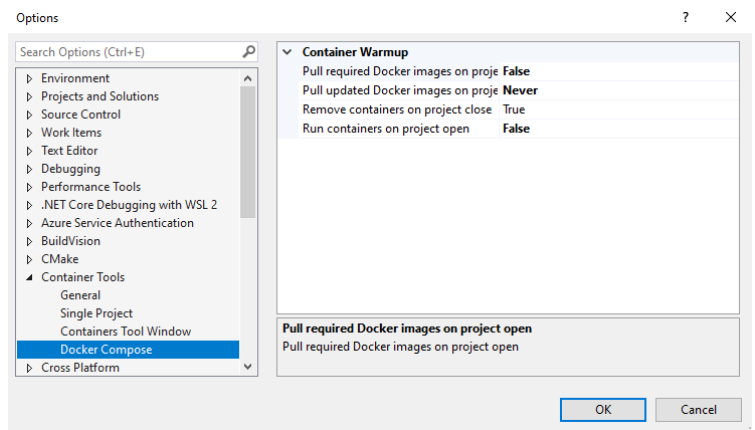 Options
?
Search Options (Ctrl+E)
Environment
Projects and Solutions
Source Control
Work Items
Text Editor
Debugging
Performance Tools
.NET Core Debugging with WSL 2
Azure Service Authentication
BuildVision
CMake
Container Tools
General
Single Project
Containers Tool Window
Docker Compose
Cross Platform
Container Warmup
Pull required Docker images on proje False
Pull updated Docker images on proje Never
Remove containers on project close True
Run containers on project open False
Pull required Docker images on project open
Pull required Docker images on project open
OK Cancel